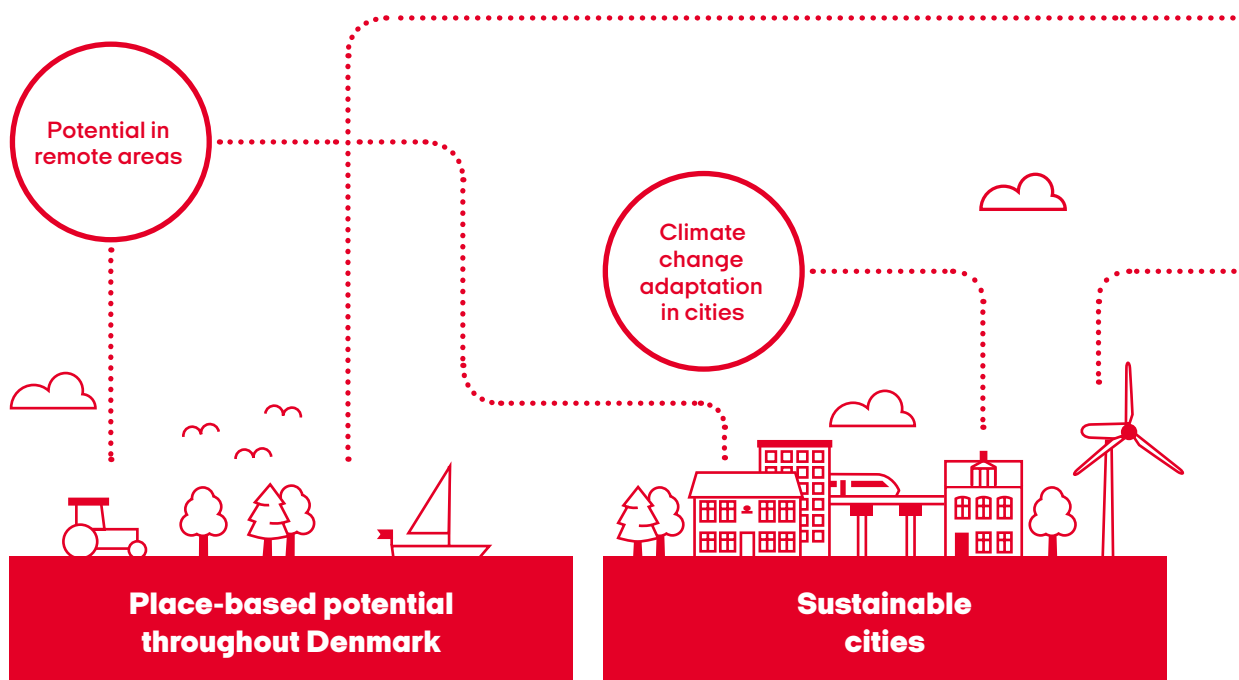 Potential in
remote areas
Climate
change
adaptation
in cities
Place-based potential
throughout Denmark
Sustainable
cities